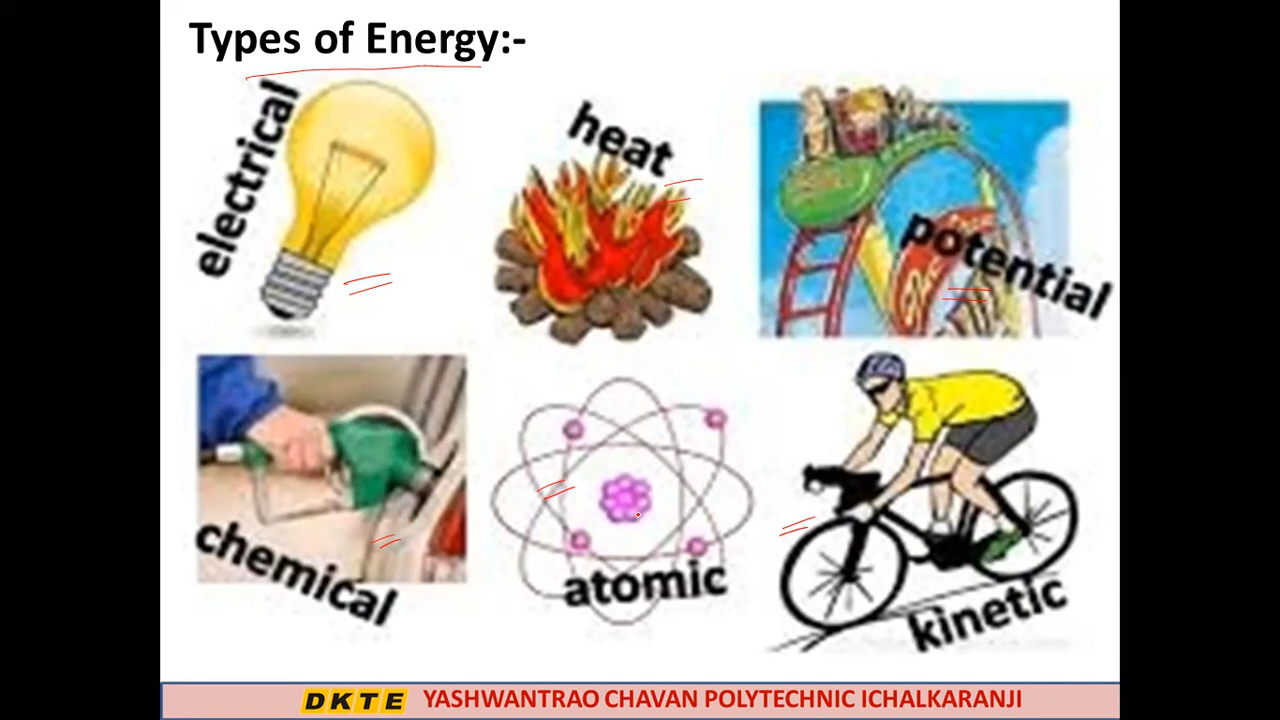 Types of Energy:-
electrical
heat
potential
chemical
atomic
kinetic
DKTE YASHWANTRAO CHAVAN POLYTECHNIC ICHALKARANJI